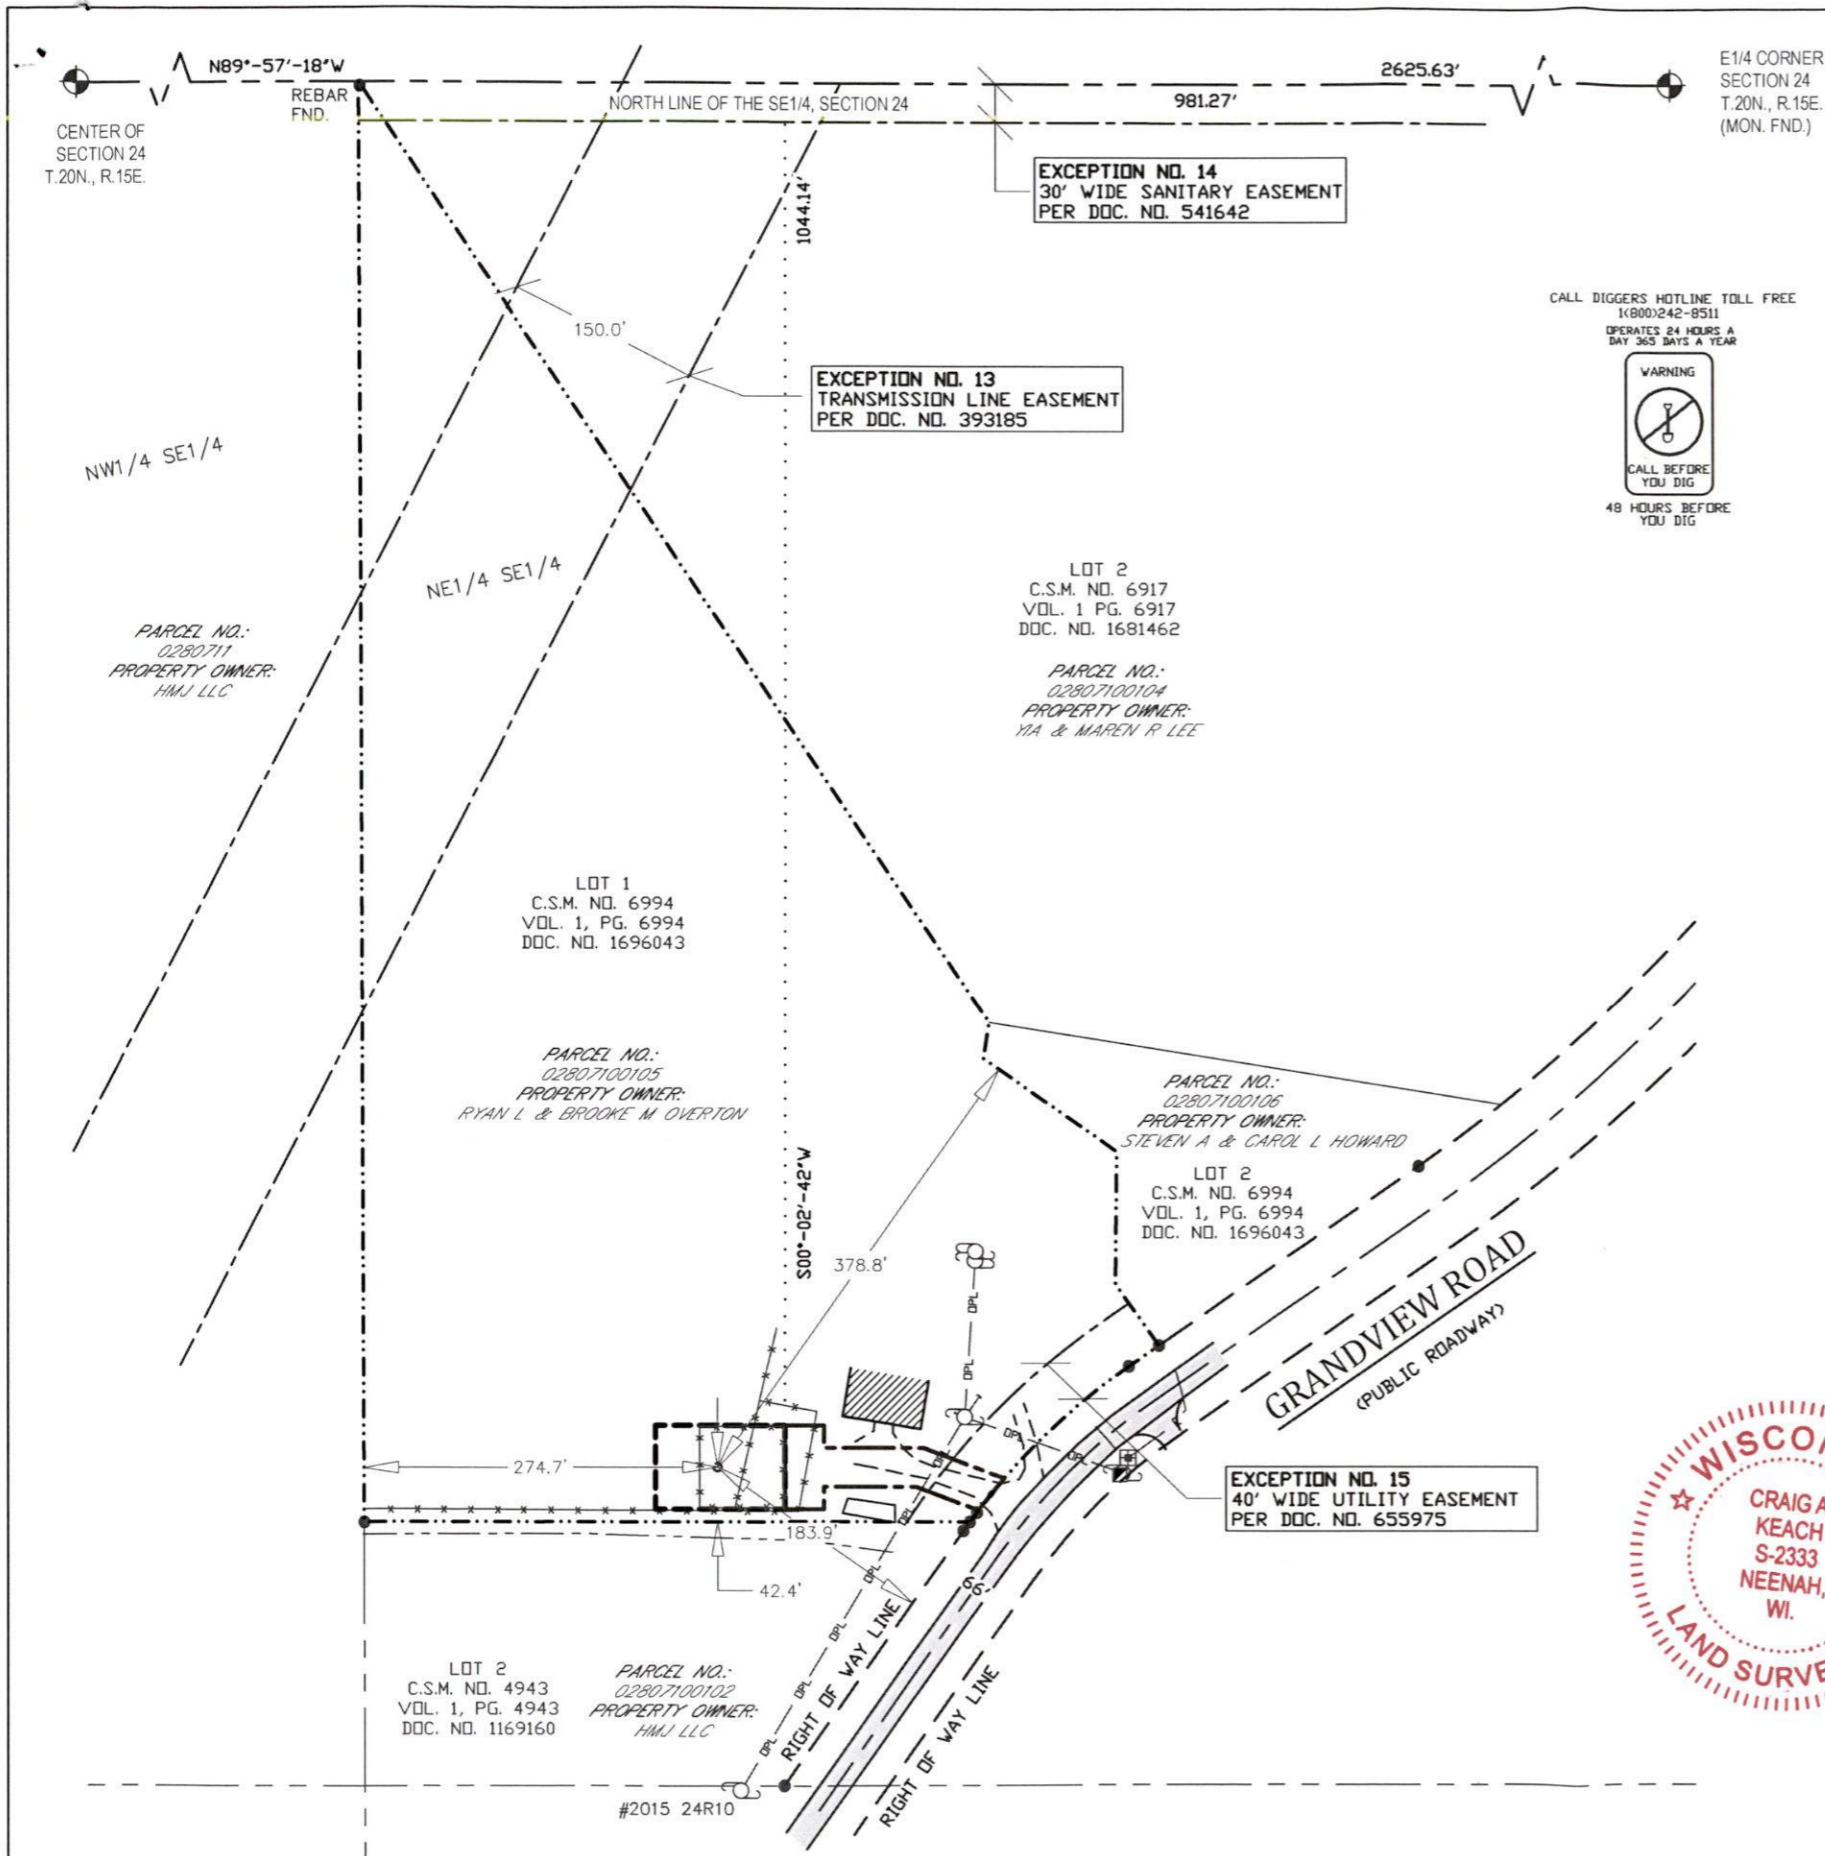 N89°-57'-18"W
2625.63'
E1/4 CORNER
SECTION 24
T.20N., R.15E.
(MON. FND.)
REBAR
FND.
NORTH LINE OF THE SE1/4, SECTION 24
981.27'
CENTER OF
SECTION 24
T.20N., R.15E.
EXCEPTION NO. 14
30' WIDE SANITARY EASEMENT
PER DOC. NO. 541642
1044.14'
CALL DIGGERS HOTLINE TOLL FREE
1(800)242-8511
OPERATES 24 HOURS A
DAY 365 DAYS A YEAR
WARNING
CALL BEFORE
YOU DIG
48 HOURS BEFORE
YOU DIG
150.0'
EXCEPTION NO. 13
TRANSMISSION LINE EASEMENT
PER DOC. NO. 393185
NW1/4 SE1/4
NE1/4 SE1/4
LOT 2
C.S.M. NO. 6917
VOL. 1 PG. 6917
DOC. NO. 1681462
PARCEL NO.:
0280711
PROPERTY OWNER:
HMJ LLC
PARCEL NO.:
02807100104
PROPERTY OWNER:
YIA & MAREN R LEE
LOT 1
C.S.M. NO. 6994
VOL. 1, PG. 6994
DOC. NO. 1696043
PARCEL NO.:
02807100105
PROPERTY OWNER:
RYAN L & BROOKE M OVERTON
PARCEL NO.:
02807100106
PROPERTY OWNER:
STEVEN A & CAROL L HOWARD
LOT 2
C.S.M. NO. 6994
VOL. 1, PG. 6994
DOC. NO. 1696043
S00°-02'-42"W
378.8'
GRANDVIEW ROAD
(PUBLIC ROADWAY)
OPL
OPL
OPL
OPL
OPL
OPL
OPL
OPL
OPL
OPL
274.7'
183.9'
42.4'
66'
EXCEPTION NO. 15
40' WIDE UTILITY EASEMENT
PER DOC. NO. 655975
WISCO
CRAIG A
KEACH
S-2333
NEENAH,
WI.
LAND SURVE
LOT 2
C.S.M. NO. 4943
VOL. 1, PG. 4943
DOC. NO. 1169160
PARCEL NO.:
02807100102
PROPERTY OWNER:
HMJ LLC
RIGHT OF WAY LINE
RIGHT OF WAY LINE
#2015 24R10